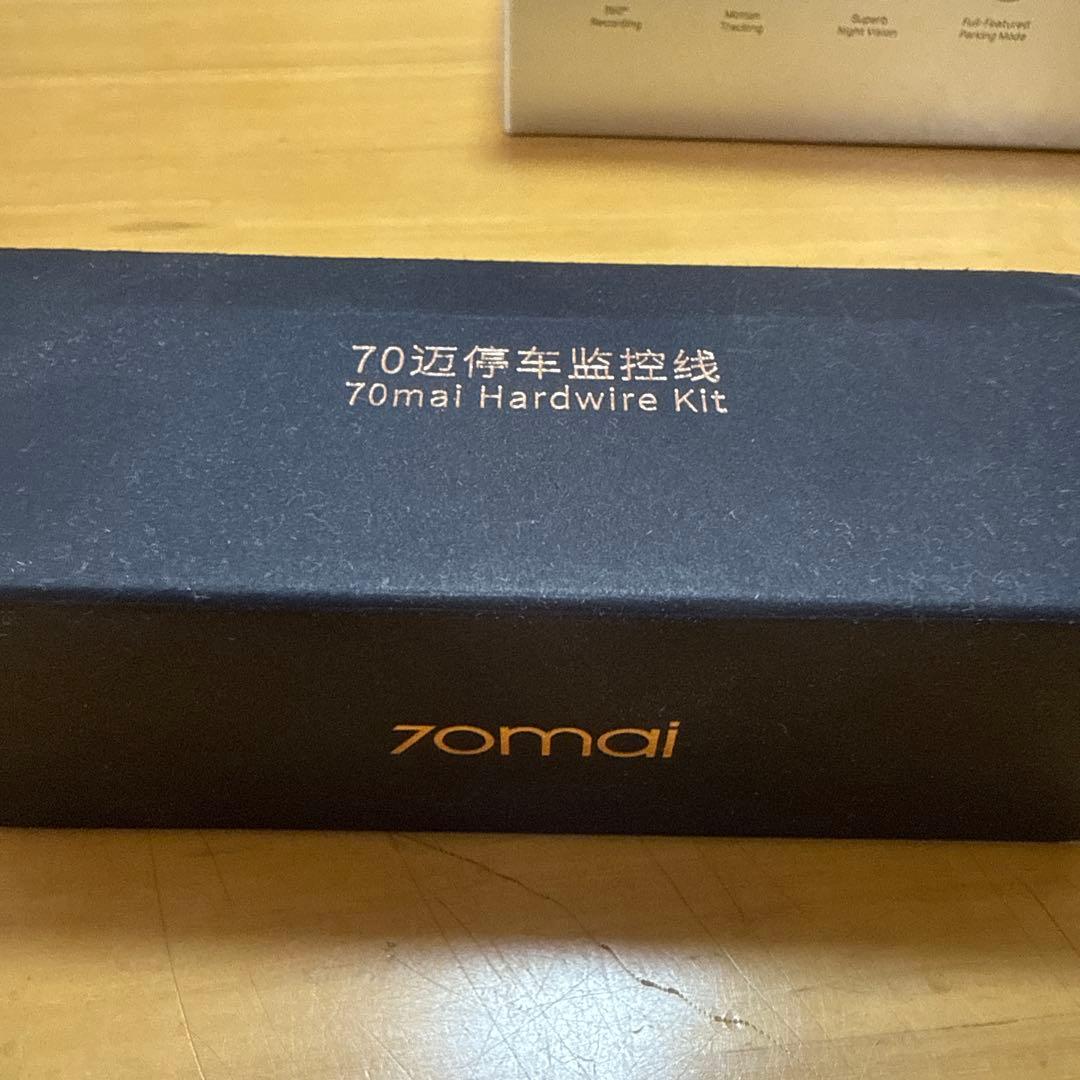 360°
Recording
Motion
Tracking
Superb
Night Vision
Full-Featured
Parking Mode
70迈停车监控线
70mai Hardwire Kit
70mai